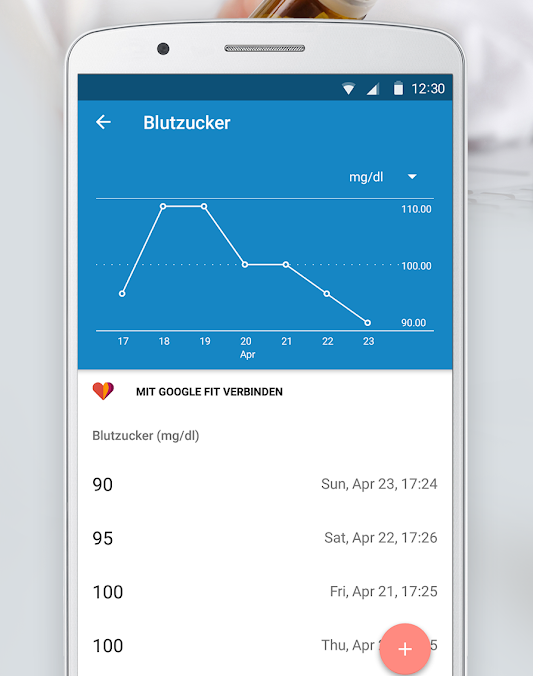 12:30
Blutzucker
mg/dl
110.00
100.00
90.00
17 18 19 20 21 22 23
Apr
MIT GOOGLE FIT VERBINDEN
Blutzucker (mg/dl)
90 Sun, Apr 23, 17:24
95 Sat, Apr 22, 17:26
100 Fri, Apr 21, 17:25
100 Thu, Apr